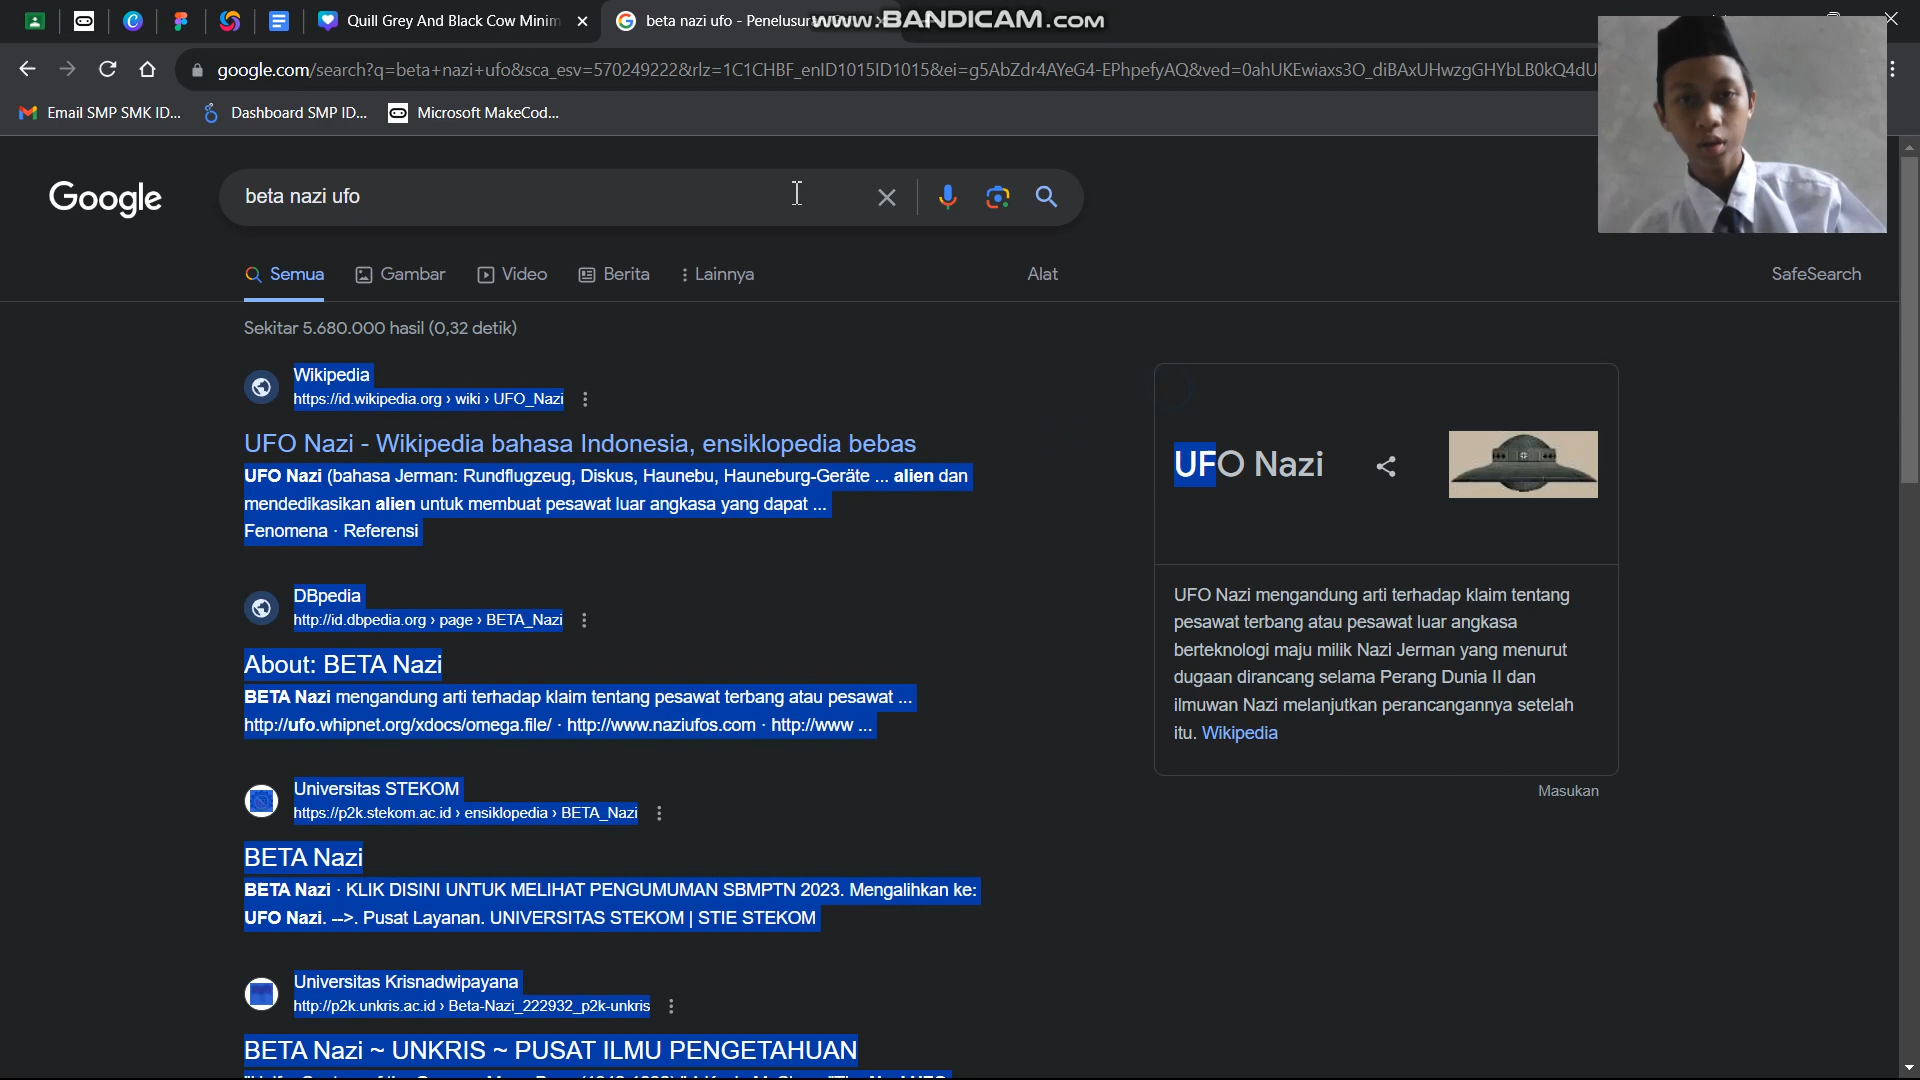 Quill Grey And Black Cow Minim
beta nazi ufo - Penelusura
www.BANDICAM.com
google.com/search?q=beta+nazi+ufo&sca_esv=570249222&rlz=1C1CHBF_enID1015ID1015&ei=g5AbZdr4AYeG4-EPhpefyAQ&ved=0ahUKEwiaxs3O_diBAxUHwzgGHYbLB0kQ4dU
Email SMP SMK ID...
Dashboard SMP ID...
Microsoft MakeCod...
Google
beta nazi ufo
Semua
Gambar
Video
Berita
Lainnya
Alat
SafeSearch
Sekitar 5.680.000 hasil (0,32 detik)
Wikipedia
https://id.wikipedia.org › wiki › UFO_Nazi
UFO Nazi - Wikipedia bahasa Indonesia, ensiklopedia bebas
UFO Nazi (bahasa Jerman: Rundflugzeug, Diskus, Haunebu, Hauneburg-Geräte ... alien dan
mendedikasikan alien untuk membuat pesawat luar angkasa yang dapat ...
Fenomena · Referensi
DBpedia
http://id.dbpedia.org › page › BETA_Nazi
About: BETA Nazi
BETA Nazi mengandung arti terhadap klaim tentang pesawat terbang atau pesawat ...
http://ufo.whipnet.org/xdocs/omega.file/ · http://www.naziufos.com · http://www ...
Universitas STEKOM
https://p2k.stekom.ac.id › ensiklopedia › BETA_Nazi
BETA Nazi
BETA Nazi · KLIK DISINI UNTUK MELIHAT PENGUMUMAN SBMPTN 2023. Mengalihkan ke:
UFO Nazi. -->. Pusat Layanan. UNIVERSITAS STEKOM | STIE STEKOM
Universitas Krisnadwipayana
http://p2k.unkris.ac.id › Beta-Nazi_222932_p2k-unkris
BETA Nazi ~ UNKRIS ~ PUSAT ILMU PENGETAHUAN
UFO Nazi
UFO Nazi mengandung arti terhadap klaim tentang
pesawat terbang atau pesawat luar angkasa
berteknologi maju milik Nazi Jerman yang menurut
dugaan dirancang selama Perang Dunia II dan
ilmuwan Nazi melanjutkan perancangannya setelah
itu. Wikipedia
Masukan